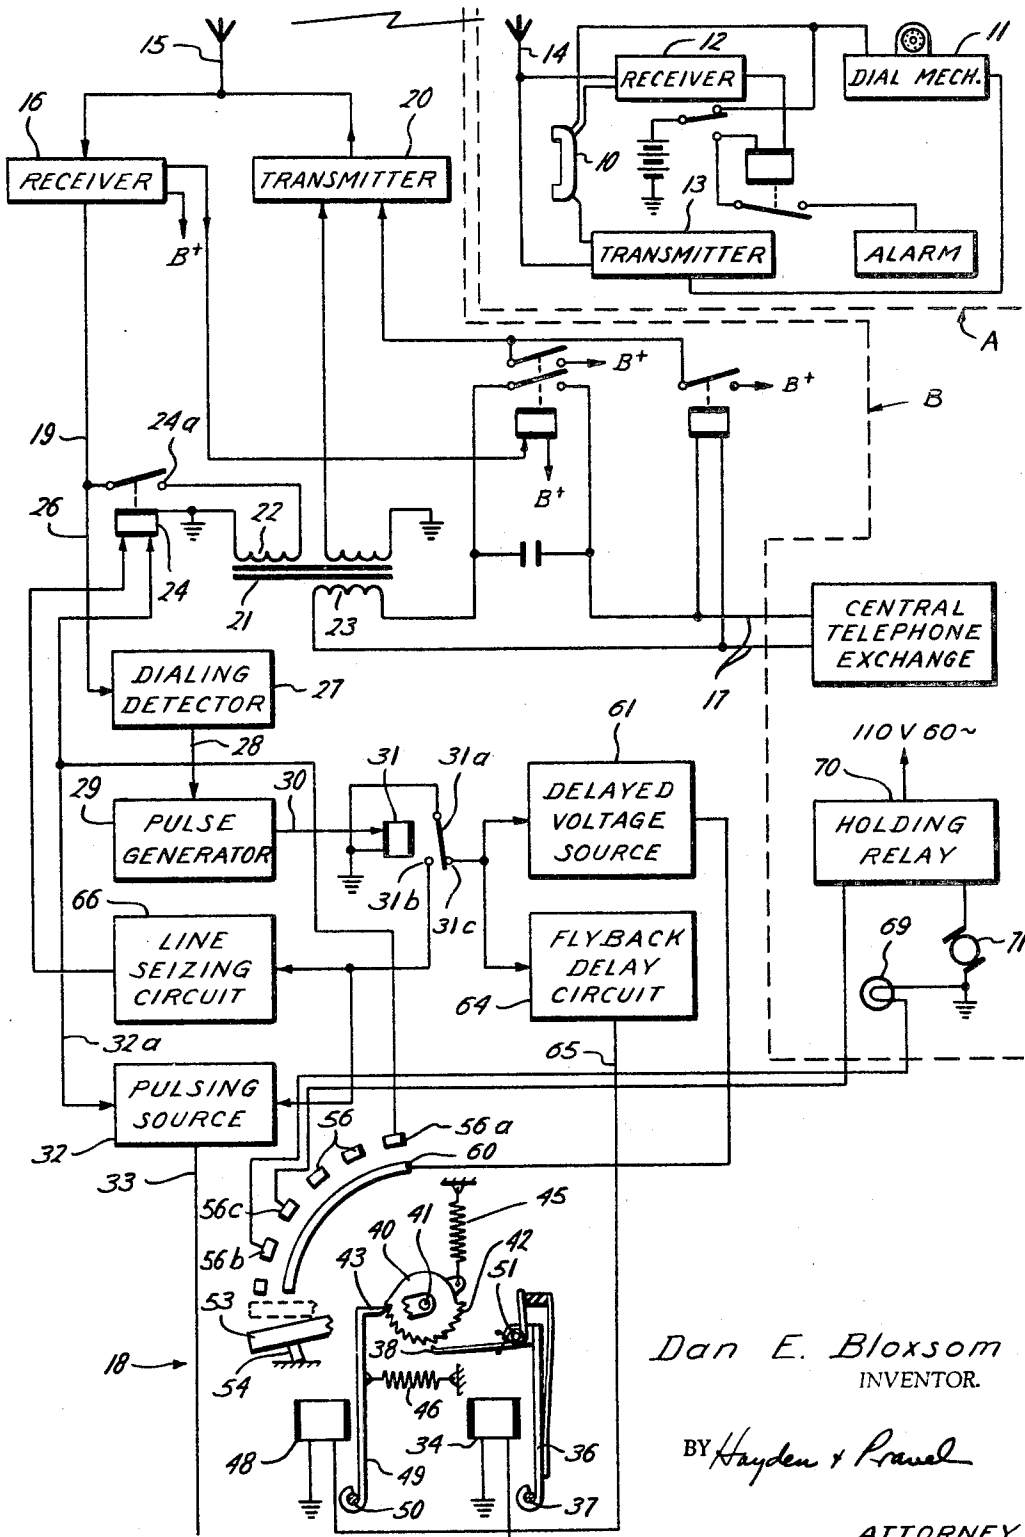 15
14
12
11
RECEIVER
DIAL MECH.
16
20
10
RECEIVER
TRANSMITTER
13
B+
TRANSMITTER
ALARM
A
B+
B+
B
19
24a
B+
26
22
24
21
23
CENTRAL
TELEPHONE
EXCHANGE
DIALING
DETECTOR
27
17
61
28
31
31a
110 V 60~
29
30
70
PULSE
GENERATOR
DELAYED
VOLTAGE
SOURCE
HOLDING
RELAY
31b
31c
66
LINE
SEIZING
CIRCUIT
FLYBACK
DELAY
CIRCUIT
69
71
64
32a
65
PULSING
SOURCE
56
56a
32
60
33
45
56c
40
41
42
56b
43
51
53
38
18
54
46
Dan E. Bloxsom
INVENTOR.
48
34
36
49
BY Hayden & Pravel
50
37
ATTORNEY